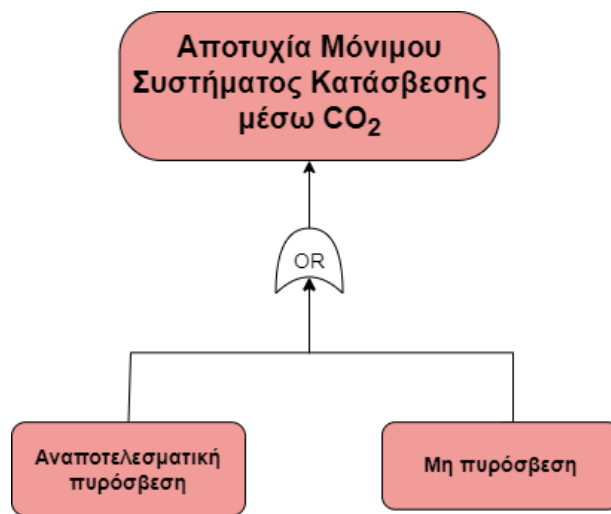 Αποτυχία Μόνιμου
Συστήματος Κατάσβεσης
μέσω CO₂
OR
Αναποτελεσματική
πυρόσβεση
Μη πυρόσβεση